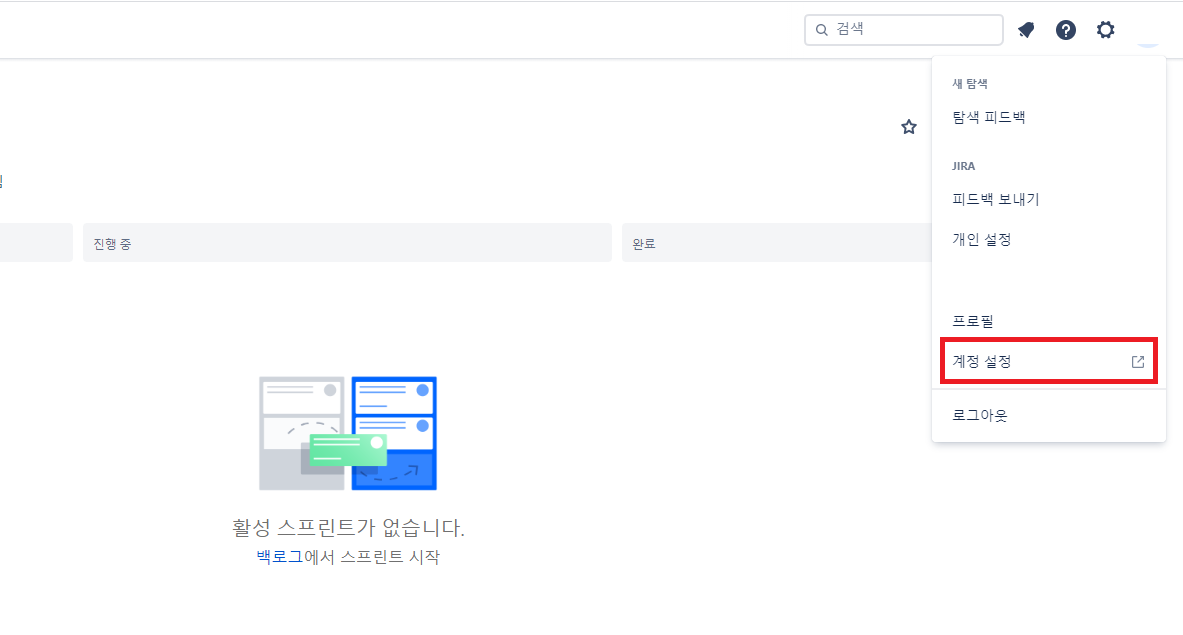 검색
새 탐색
탐색 피드백
JIRA
피드백 보내기
개인 설정
프로필
계정 설정
로그아웃
진행 중
완료
활성 스프린트가 없습니다.
백로그에서 스프린트 시작